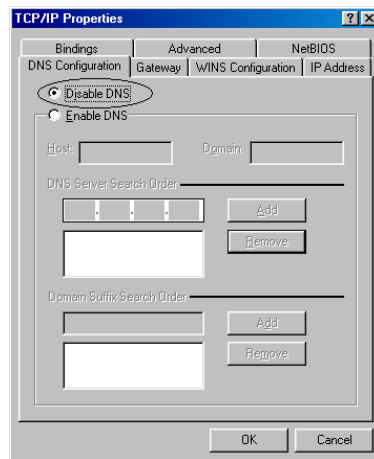 TCP/IP Properties
Bindings Advanced NetBIOS
DNS Configuration Gateway WINS Configuration IP Address
Disable DNS
Enable DNS
Host: Domain:
DNS Server Search Order
Add
Remove
Domain Suffix Search Order
Add
Remove
OK Cancel